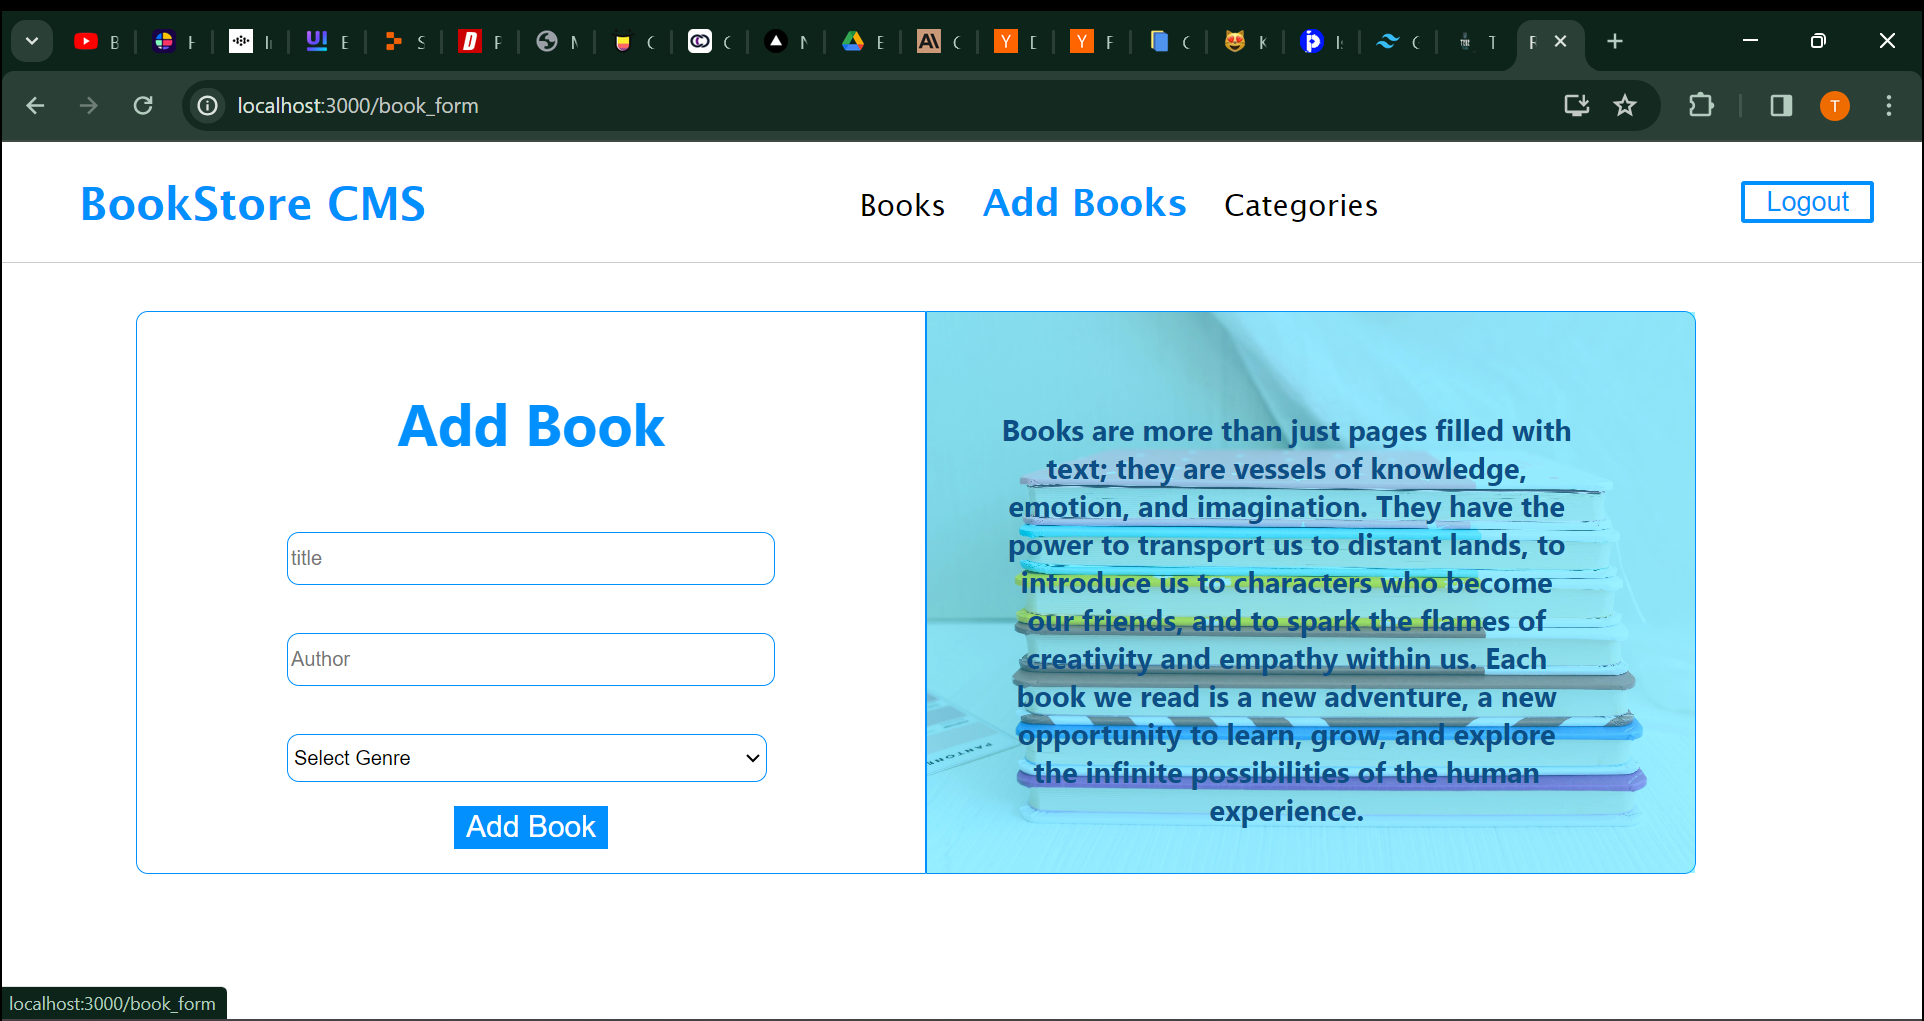 localhost:3000/book_form
T
BookStore CMS
Books
Add Books
Categories
Logout
Add Book
title
Author
Select Genre
Add Book
Books are more than just pages filled with
text; they are vessels of knowledge,
emotion, and imagination. They have the
power to transport us to distant lands, to
introduce us to characters who become
our friends, and to spark the flames of
creativity and empathy within us. Each
book we read is a new adventure, a new
opportunity to learn, grow, and explore
the infinite possibilities of the human
experience.
PANTONE
localhost:3000/book_form